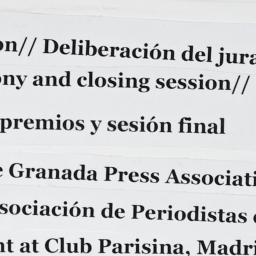 on// Deliberación del jura
ony and closing session//
premios y sesión final
e Granada Press Associati
sociación de Periodistas
nt at Club Parisina, Madri